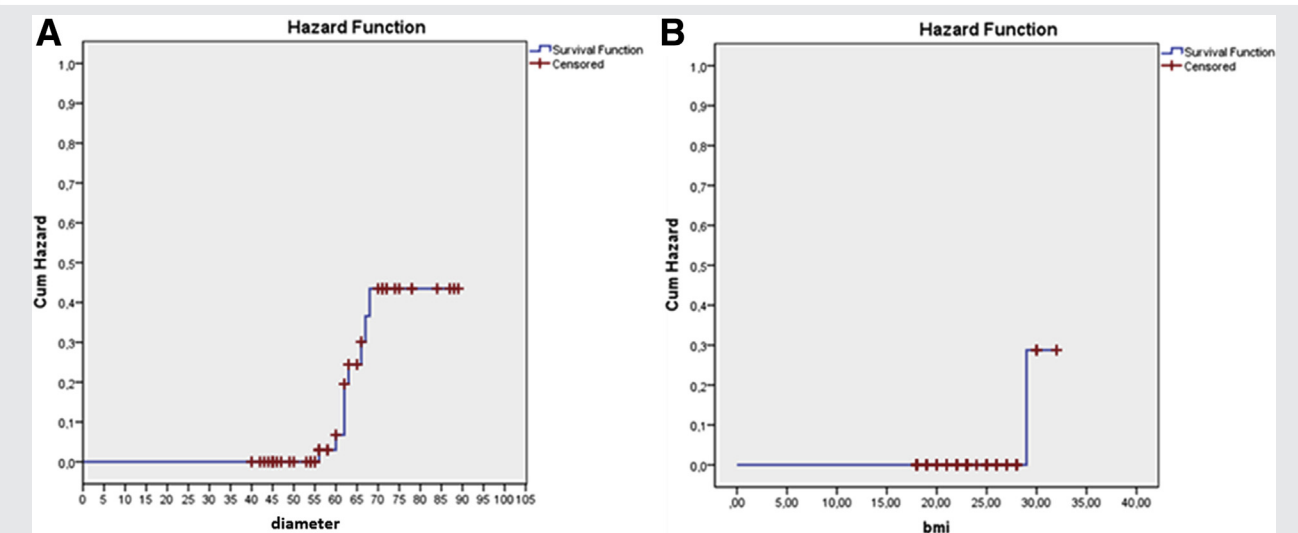 A
Hazard Function
Survival Function
Censored
Cum Hazard
1,0
0,9
0,8
0,7
0,6
0,5
0,4
0,3
0,2
0,1
0,0
0 5 10 15 20 25 30 35 40 45 50 55 60 65 70 75 80 85 90 95 100 105
diameter
B
Hazard Function
Survival Function
Censored
Cum Hazard
1,0
0,9
0,8
0,7
0,6
0,5
0,4
0,3
0,2
0,1
0,0
,00 5,00 10,00 15,00 20,00 25,00 30,00 35,00 40,00
bmi